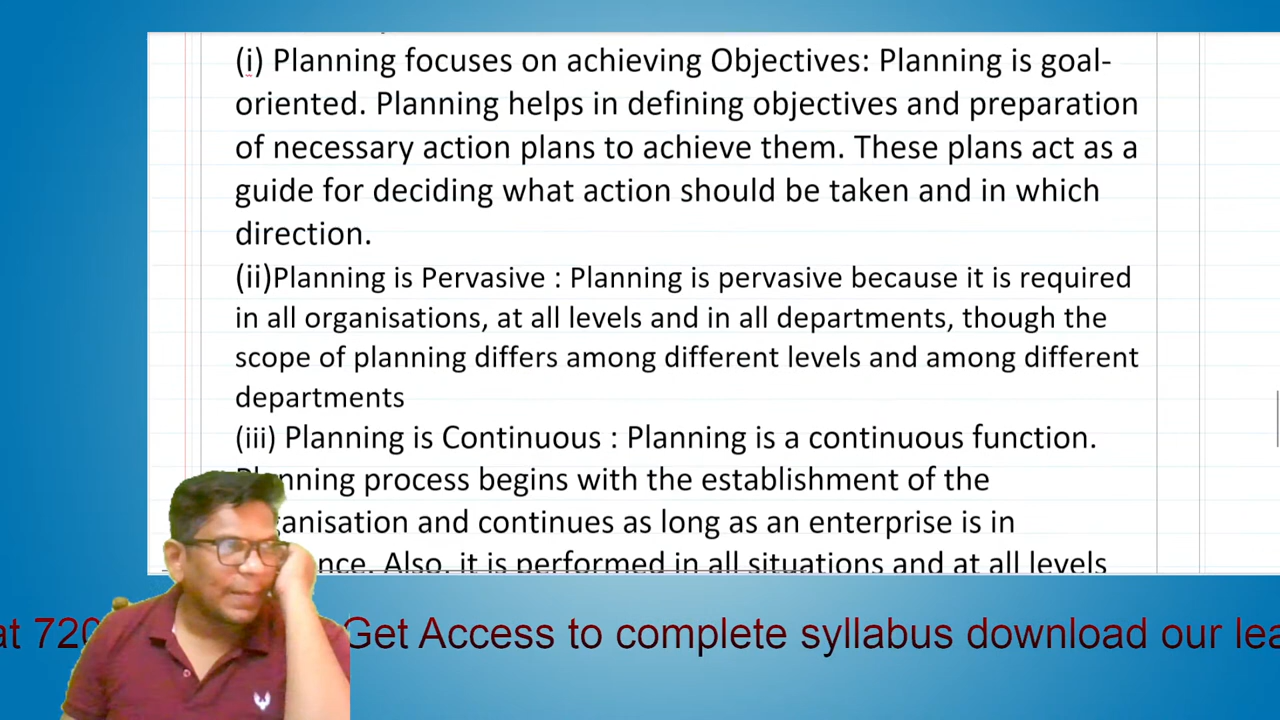 (i) Planning focuses on achieving Objectives: Planning is goal-
oriented. Planning helps in defining objectives and preparation
of necessary action plans to achieve them. These plans act as a
guide for deciding what action should be taken and in which
direction.
(ii)Planning is Pervasive : Planning is pervasive because it is required
in all organisations, at all levels and in all departments, though the
scope of planning differs among different levels and among different
departments
(iii) Planning is Continuous : Planning is a continuous function.
process begins with the establishment of the
and continues as long as an enterprise is in
Also, it is performed in all situations and at all levels
at 720 Get Access to complete syllabus download our